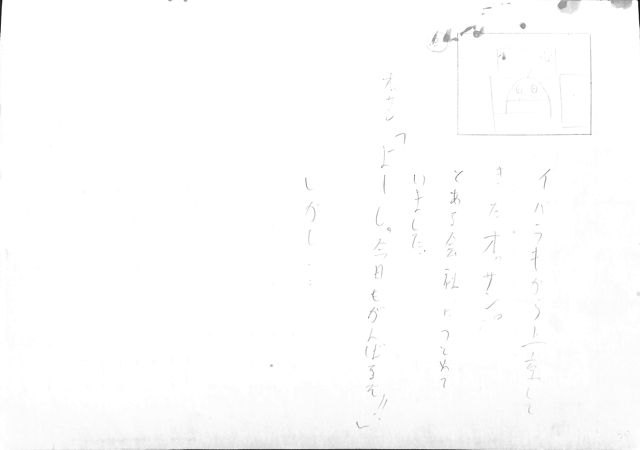 イバラキから上京して
きたオッサン。
とある会社につとめて
いました。
オッサン「よーし。今日もがんばるぞ!!」
しかし……